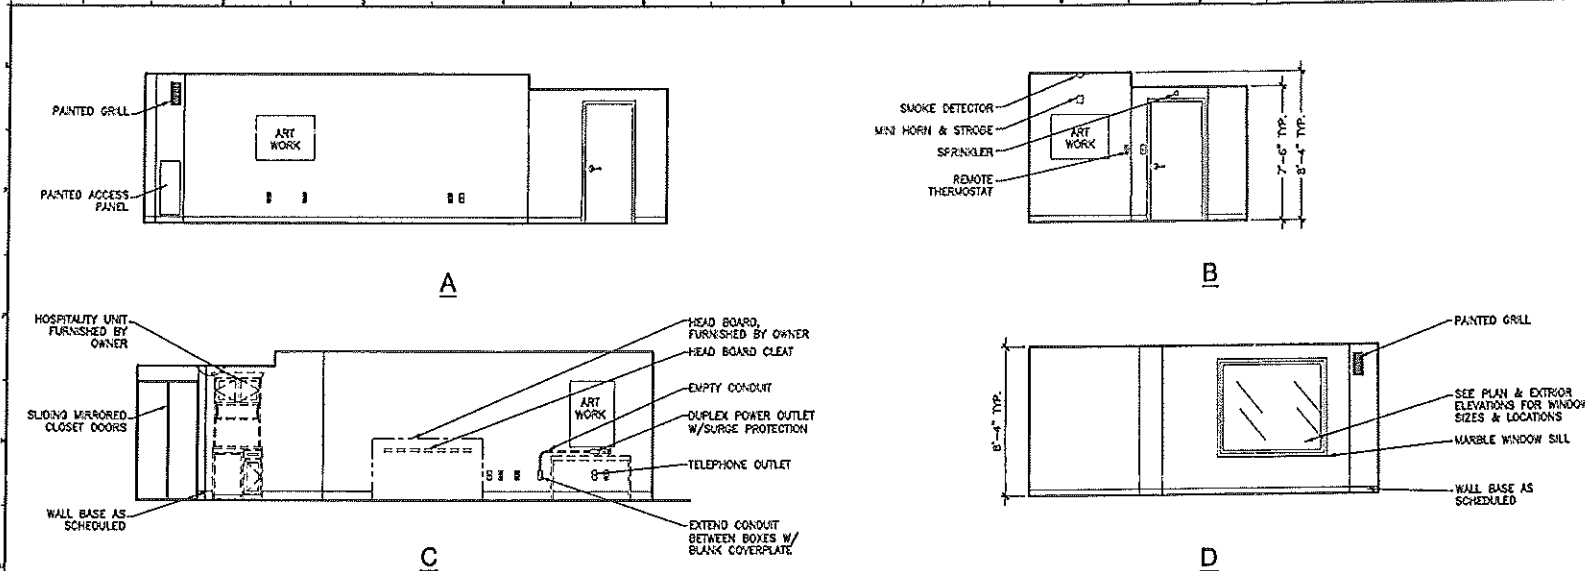 PAINTED GRILL
ART
WORK
PAINTED ACCESS
PANEL
A
SMOKE DETECTOR
MINI HORN & STROBE
ART
WORK
SPRINKLER
REMOTE
THERMOSTAT
7'-6" TYP.
8'-4" TYP.
B
HOSPITALITY UNIT
FURNISHED BY
OWNER
SLIDING MIRRORED
CLOSET DOORS
WALL BASE AS
SCHEDULED
HEAD BOARD,
FURNISHED BY OWNER
HEAD BOARD CLEAT
EMPTY CONDUIT
ART
WORK
DUPLEX POWER OUTLET
W/SURGE PROTECTION
TELEPHONE OUTLET
EXTEND CONDUIT
BETWEEN BOXES W/
BLANK COVERPLATE
C
8'-4" TYP.
PAINTED GRILL
SEE PLAN & EXTRIOR
ELEVATIONS FOR WINDOW
SIZES & LOCATIONS
MARBLE WINDOW SILL
WALL BASE AS
SCHEDULED
D